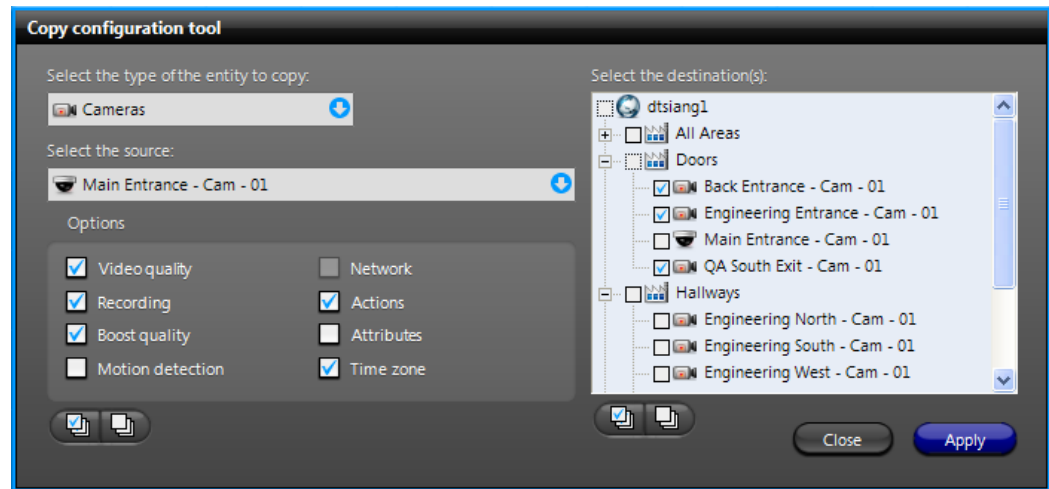 Copy configuration tool
Select the type of the entity to copy:
Cameras
Select the source:
Main Entrance - Cam - 01
Options
Video quality
Network
Recording
Actions
Boost quality
Attributes
Motion detection
Time zone
Select the destination(s):
dtsiang1
All Areas
Doors
Back Entrance - Cam - 01
Engineering Entrance - Cam - 01
Main Entrance - Cam - 01
QA South Exit - Cam - 01
Hallways
Engineering North - Cam - 01
Engineering South - Cam - 01
Engineering West - Cam - 01
Close
Apply